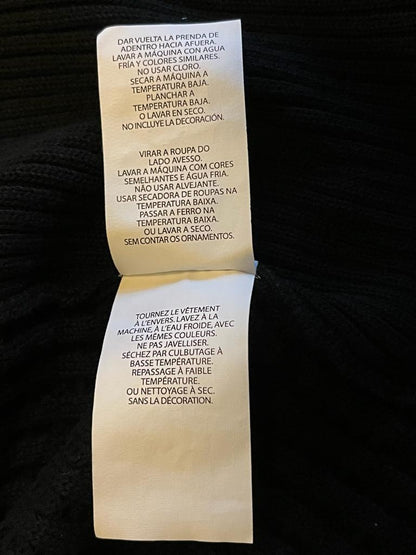 DAR VUELTA LA PRENDA DE
ADENTRO HACIA AFUERA.
LAVAR A MÁQUINA CON AGUA
FRÍA Y COLORES SIMILARES.
NO USAR CLORO.
SECAR A MÁQUINA A
TEMPERATURA BAJA.
PLANCHAR A
TEMPERATURA BAJA.
O LAVAR EN SECO.
NO INCLUYE LA DECORACIÓN.
VIRAR A ROUPA DO
LADO AVESSO.
LAVAR A MÁQUINA COM CORES
SEMELHANTES E ÁGUA FRIA.
NÃO USAR ALVEJANTE.
USAR SECADORA DE ROUPAS NA
TEMPERATURA BAIXA.
PASSAR A FERRO NA
TEMPERATURA BAIXA.
OU LAVAR A SECO.
SEM CONTAR OS ORNAMENTOS.
TOURNEZ LE VÊTEMENT
À L'ENVERS. LAVEZ À LA
MACHINE, À L'EAU FROIDE, AVEC
LES MÊMES COULEURS.
NE PAS JAVELLISER.
SÉCHEZ PAR CULBUTAGE À
BASSE TEMPÉRATURE.
REPASSAGE À FAIBLE
TEMPÉRATURE.
OU NETTOYAGE À SEC.
SANS LA DÉCORATION.